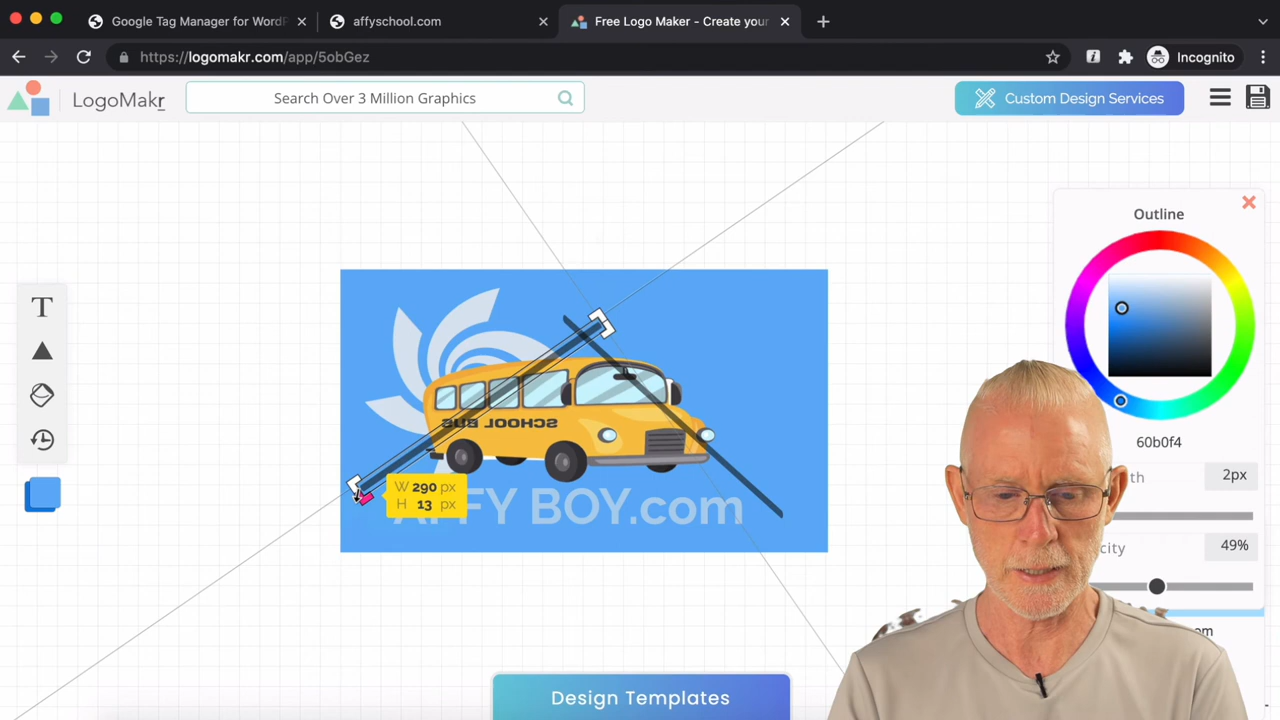 Google Tag Manager for WordP
affyschool.com
Free Logo Maker - Create your
https://logomakr.com/app/5obGez
Incognito
LogoMakr
Search Over 3 Million Graphics
Custom Design Services
Outline
T
SCHOOL BUS
60b0f4
2px
W 290 px
H 13 px
AFFY BOY.com
49%
Design Templates